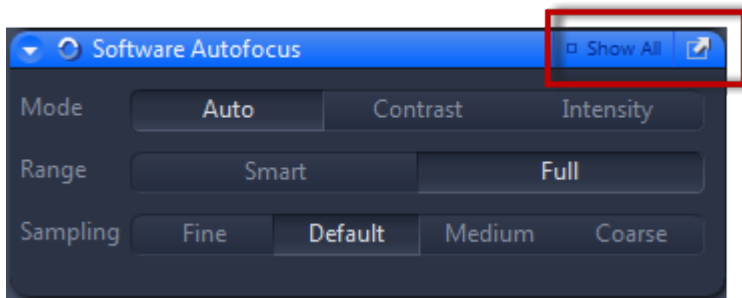 Software Autofocus Show All
Mode Auto Contrast Intensity
Range Smart Full
Sampling Fine Default Medium Coarse